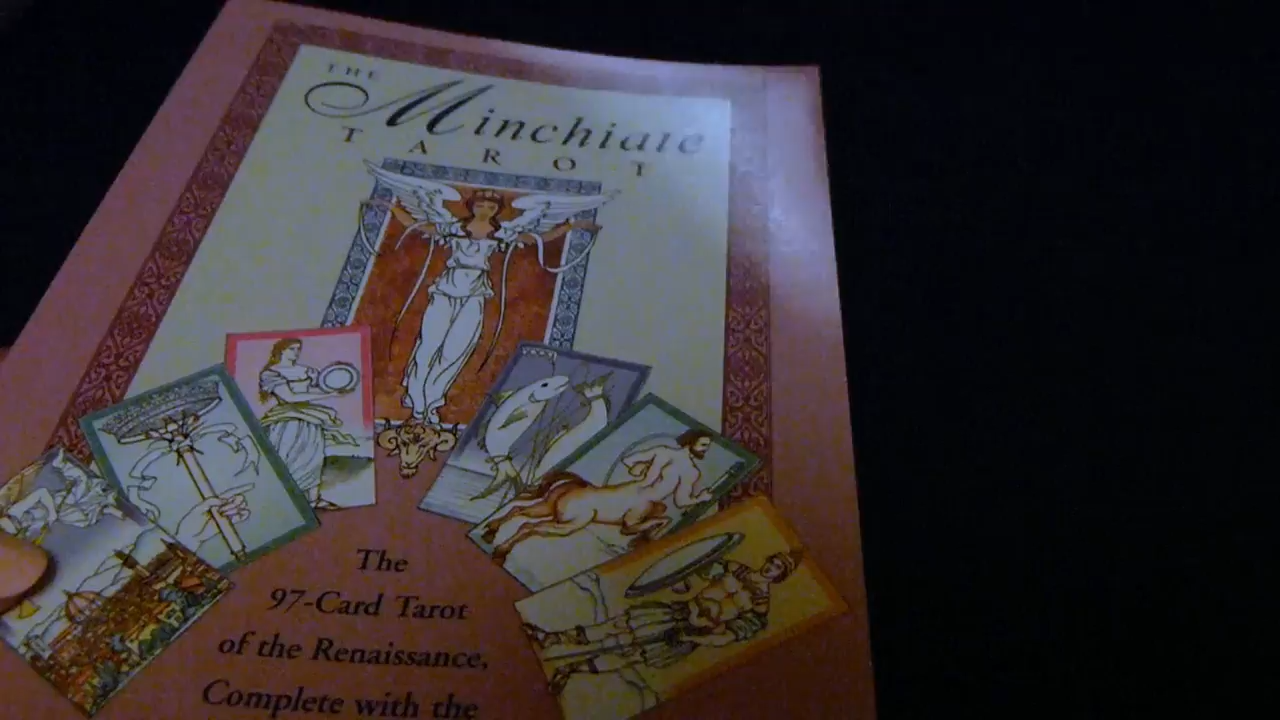 THE
Minchiate
TAROT
The
97-Card Tarot
of the Renaissance,
Complete with the